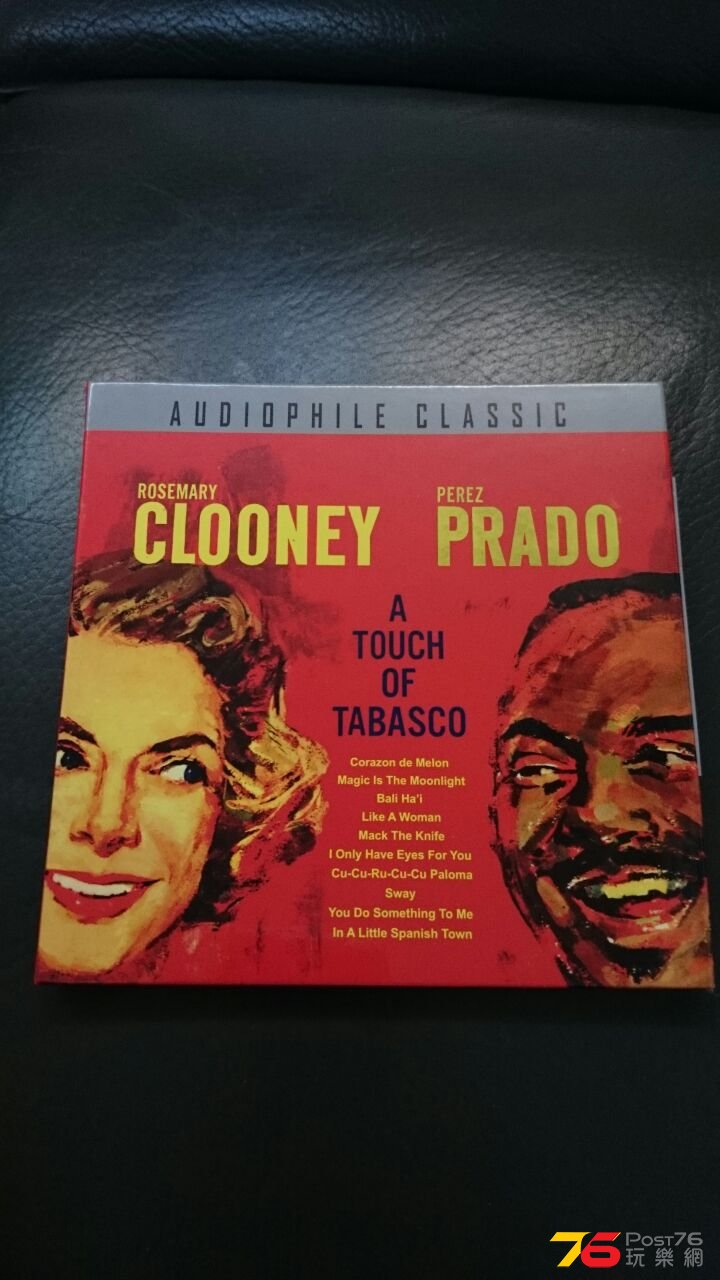 AUDIOPHILE CLASSIC
ROSEMARY
CLOONEY
PEREZ
PRADO
A
TOUCH
OF
TABASCO
Corazon de Melon
Magic Is The Moonlight
Bali Ha'i
Like A Woman
Mack The Knife
I Only Have Eyes For You
Cu-Cu-Ru-Cu-Cu Paloma
Sway
You Do Something To Me
In A Little Spanish Town
76 POST76
玩樂網